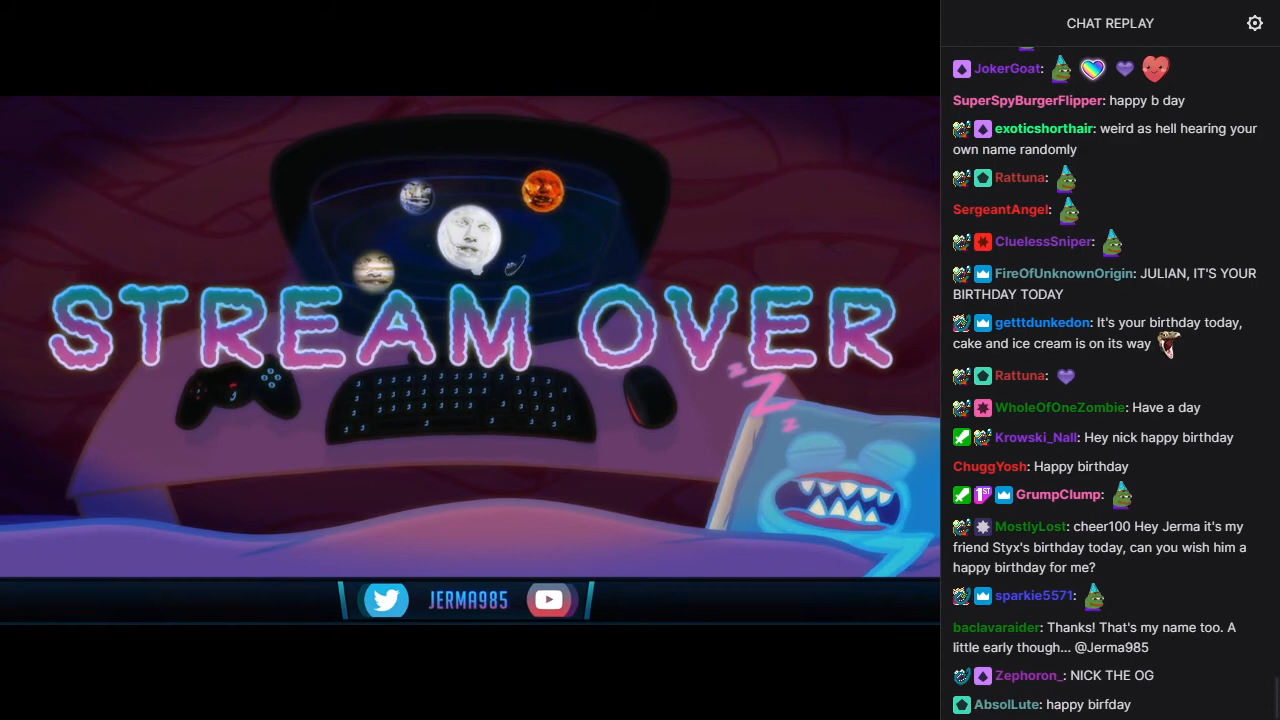 CHAT REPLAY
JokerGoat:
SuperSpyBurgerFlipper: happy b day
exoticshorthair: weird as hell hearing your
own name randomly
Rattuna:
SergeantAngel:
CluelessSniper:
FireOfUnknownOrigin: JULIAN, IT'S YOUR
BIRTHDAY TODAY
getttdunkedon: It's your birthday today,
cake and ice cream is on its way
Rattuna:
WholeOfOneZombie: Have a day
Krowski_Nall: Hey nick happy birthday
ChuggYosh: Happy birthday
1ST GrumpClump:
MostlyLost: cheer100 Hey Jerma it's my
friend Styx's birthday today, can you wish him a
happy birthday for me?
sparkie5571:
baclavaraider: Thanks! That's my name too. A
little early though... @Jerma985
Zephoron_: NICK THE OG
AbsolLute: happy birfday
STREAM OVER
z
Z
z
JERMA985